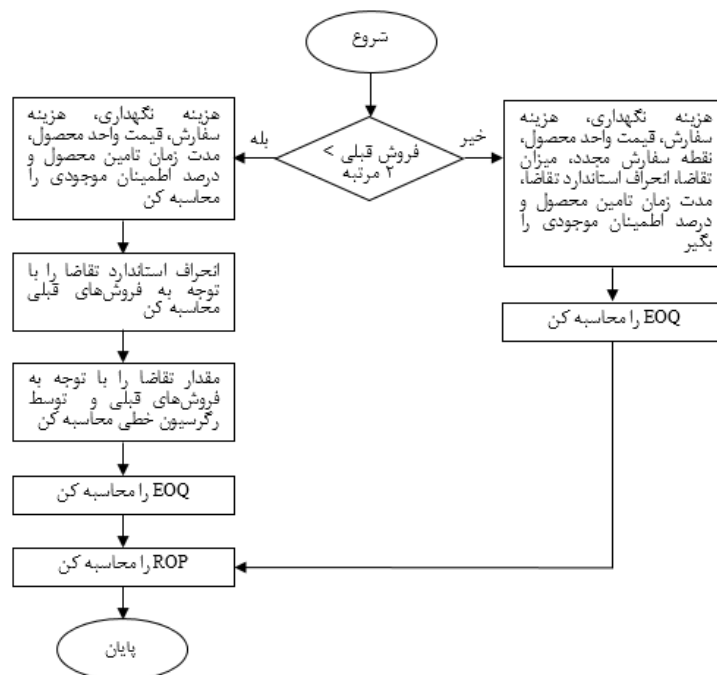 شروع
فروش قبلی >
۲ مرتبه
بله
خیر
هزینه نگهداری، هزینه
سفارش، قیمت واحد محصول،
مدت زمان تامین محصول و
درصد اطمینان موجودی را
محاسبه کن
انحراف استاندارد تقاضا را با
توجه به فروش‌های قبلی
محاسبه کن
مقدار تقاضا را با توجه به
فروش‌های قبلی و توسط
رگرسیون خطی محاسبه کن
EOQ را محاسبه کن
هزینه نگهداری، هزینه
سفارش، قیمت واحد محصول،
نقطه سفارش مجدد، میزان
تقاضا، انحراف استاندارد تقاضا،
مدت زمان تامین محصول و
درصد اطمینان موجودی را
بگیر
EOQ را محاسبه کن
ROP را محاسبه کن
پایان